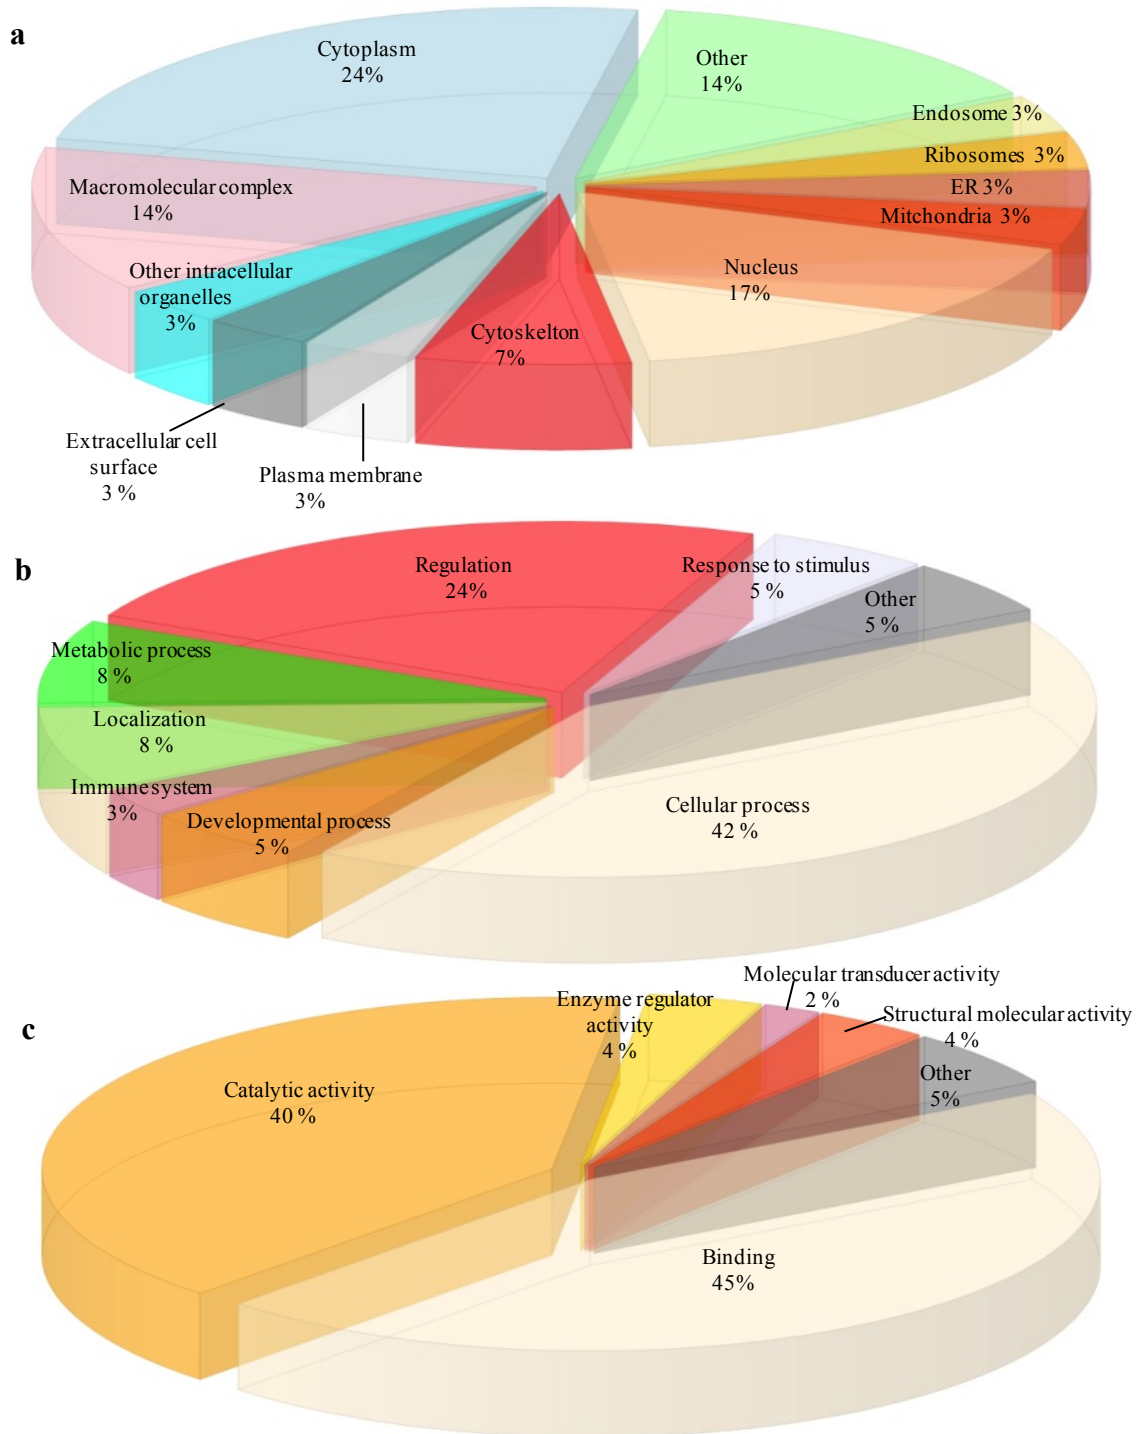 a
Cytoplasm
24%
Other
14%
Endosome 3%
Ribosomes 3%
ER 3%
Mitchondria 3%
Nucleus
17%
Macromolecular complex
14%
Other intracellular
organelles
3%
Cytoskelton
7%
Extracellular cell
surface
3 %
Plasma membrane
3%
b
Regulation
24%
Response to stimulus
5 %
Other
5 %
Metabolic process
8 %
Localization
8 %
Immune system
3%
Developmental process
5 %
Cellular process
42 %
c
Molecular transducer activity
2 %
Enzyme regulator
activity
4 %
Structural molecular activity
4 %
Other
5%
Catalytic activity
40 %
Binding
45%